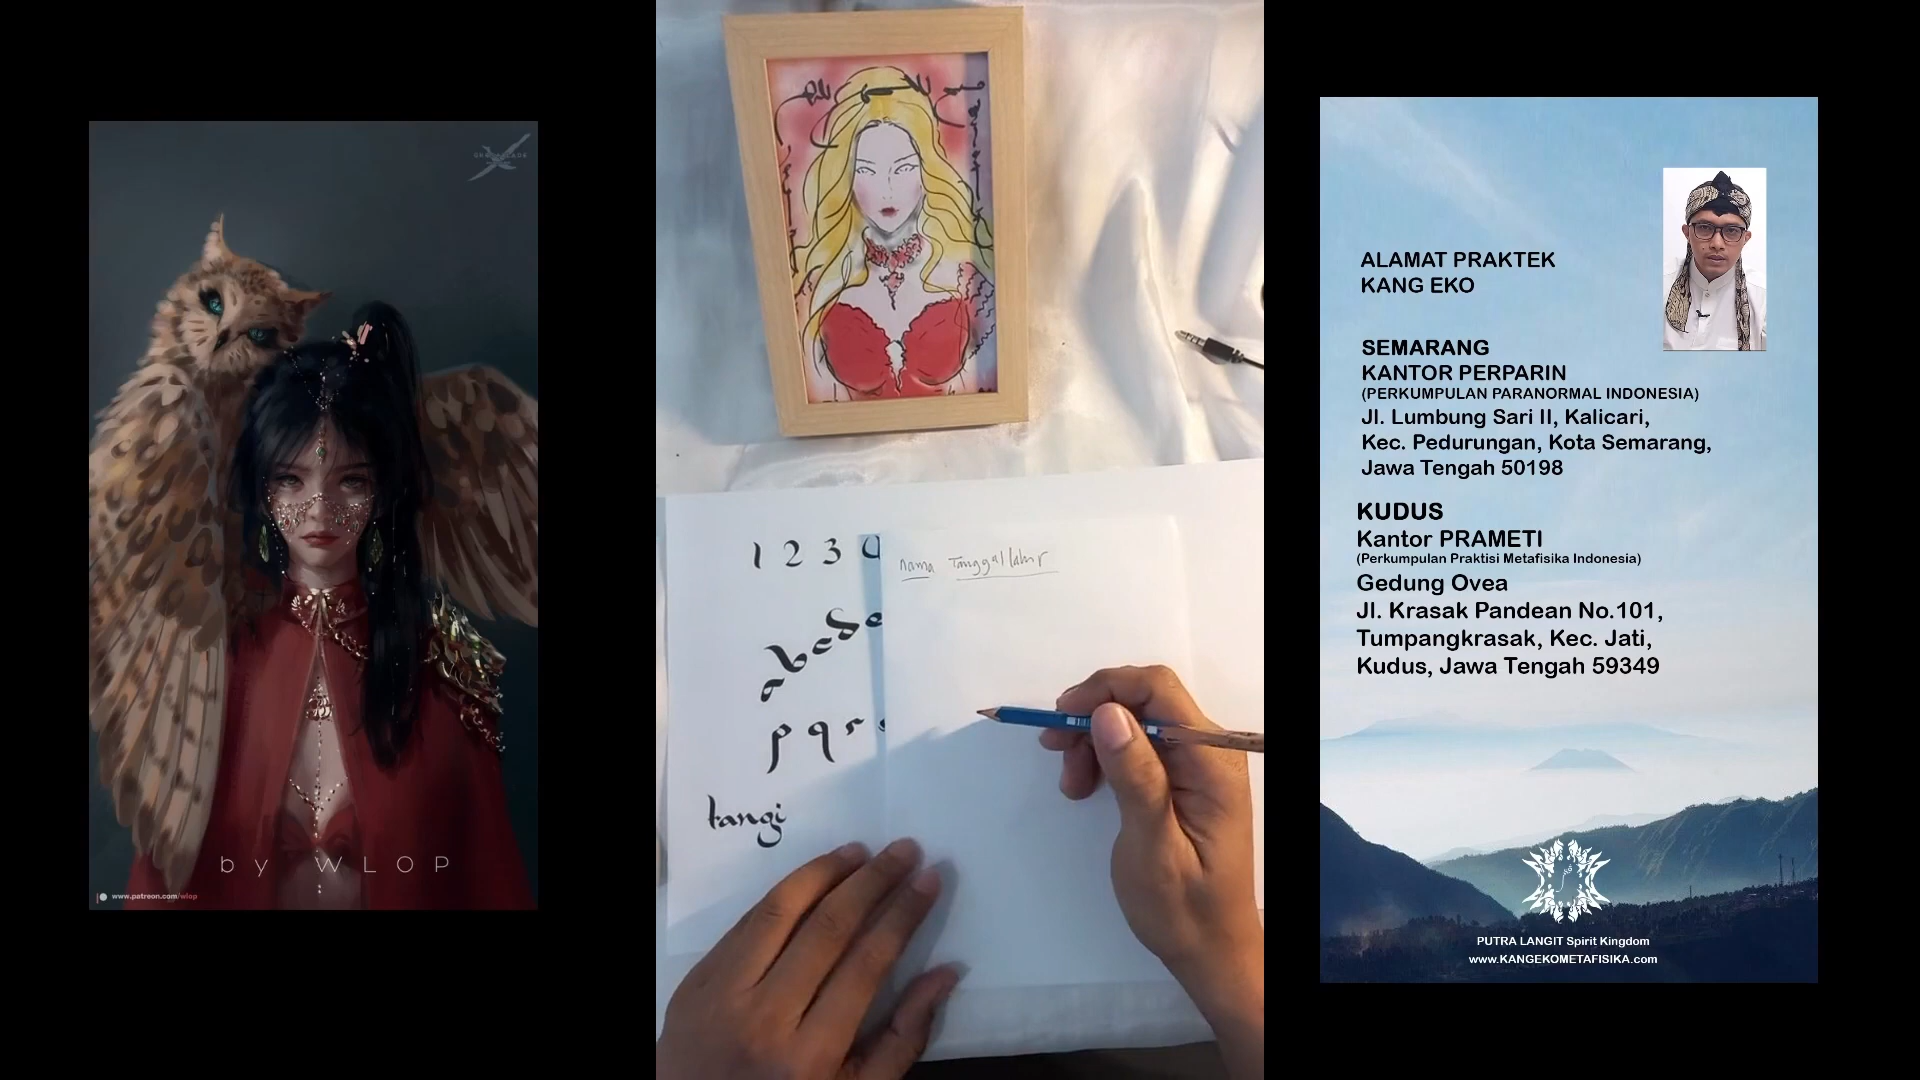 by WLOP
www.patreon.com/wlop
1 2 3
a b c d e
p q r
tangi
nama Tanggal lahir
ALAMAT PRAKTEK
KANG EKO
SEMARANG
KANTOR PERPARIN
(PERKUMPULAN PARANORMAL INDONESIA)
Jl. Lumbung Sari II, Kalicari,
Kec. Pedurungan, Kota Semarang,
Jawa Tengah 50198
KUDUS
Kantor PRAMETI
(Perkumpulan Praktisi Metafisika Indonesia)
Gedung Ovea
Jl. Krasak Pandean No.101,
Tumpangkrasak, Kec. Jati,
Kudus, Jawa Tengah 59349
PUTRA LANGIT Spirit Kingdom
www.KANGEKOMETAFISIKA.com